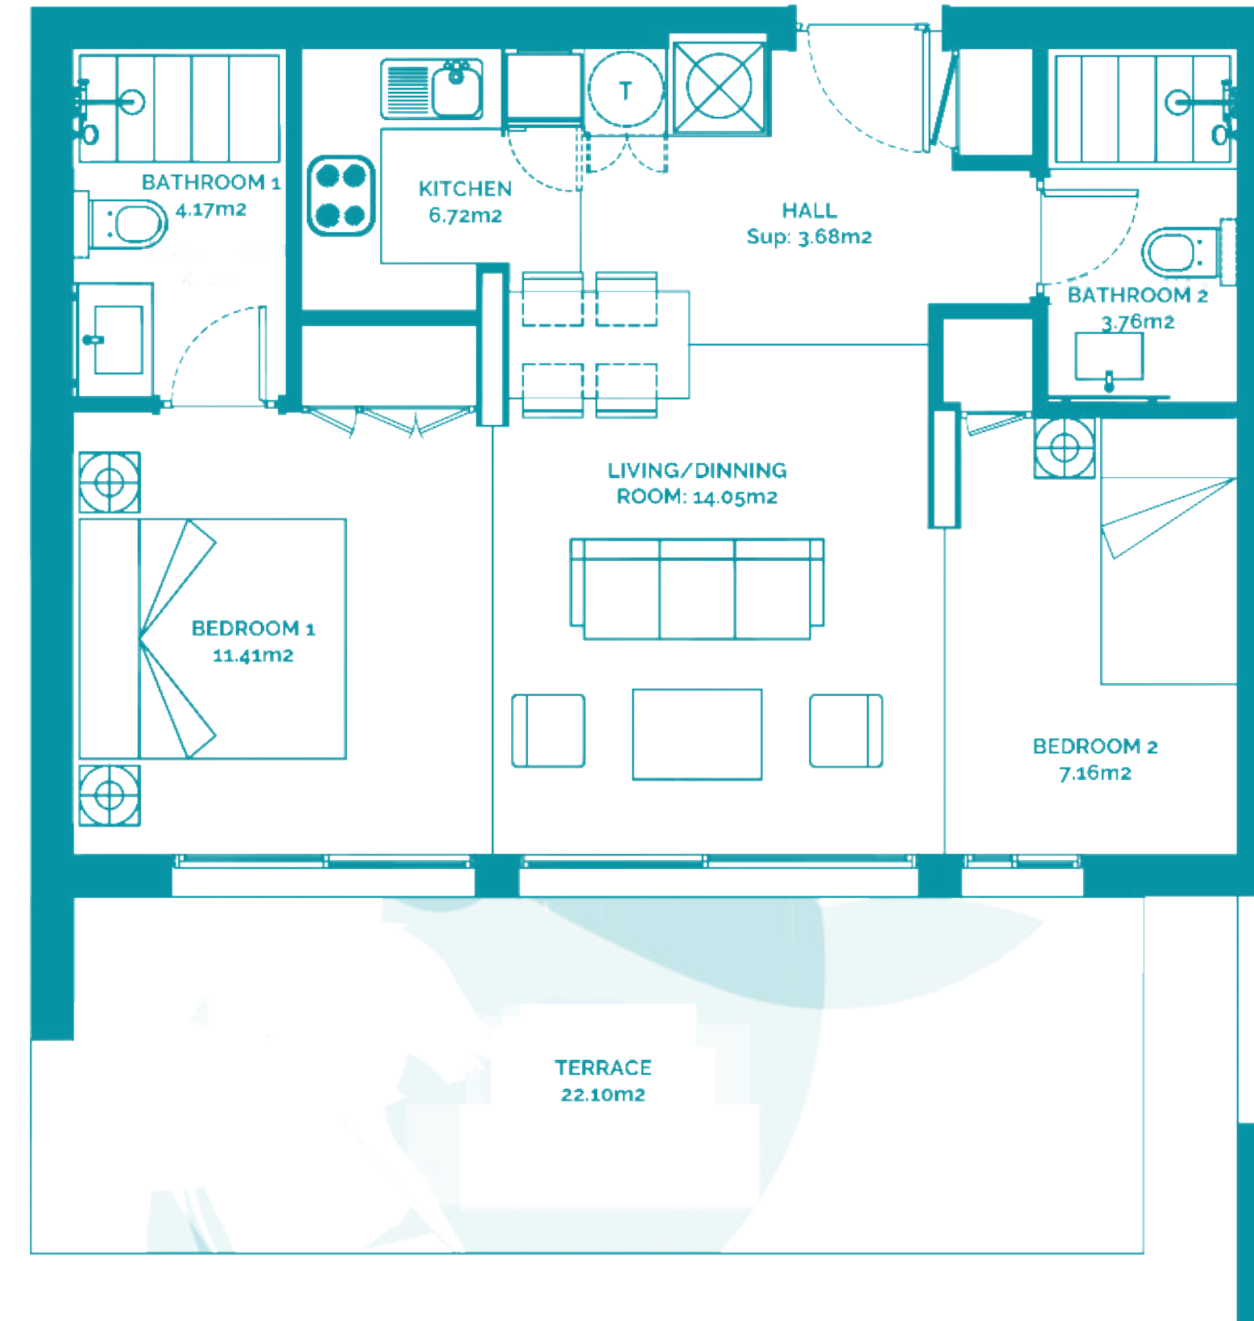 T
BATHROOM 1
4.17m2
KITCHEN
6.72m2
HALL
Sup: 3.68m2
BATHROOM 2
3.76m2
LIVING/DINNING
ROOM: 14.05m2
BEDROOM 1
11.41m2
BEDROOM 2
7.16m2
TERRACE
22.10m2